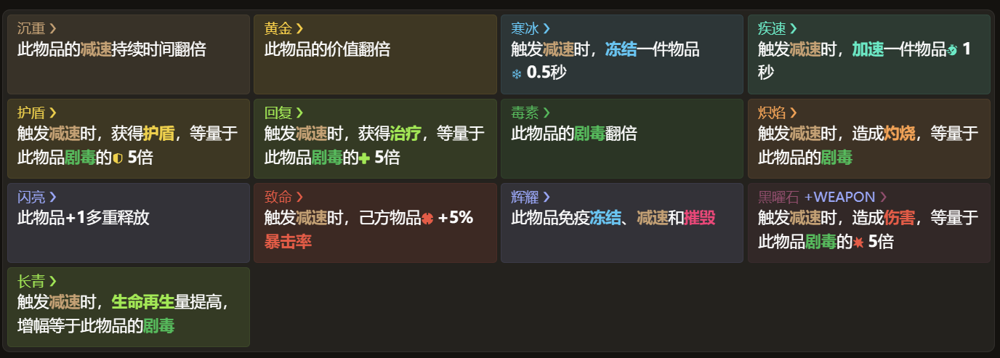 沉重 ❯
此物品的减速持续时间翻倍
黄金 ❯
此物品的价值翻倍
寒冰 ❯
触发减速时，冻结一件物品
0.5秒
疾速 ❯
触发减速时，加速一件物品 1
秒
护盾 ❯
触发减速时，获得护盾，等量于
此物品剧毒的 5倍
回复 ❯
触发减速时，获得治疗，等量于
此物品剧毒的 5倍
毒素 ❯
此物品的剧毒翻倍
炽焰 ❯
触发减速时，造成灼烧，等量于
此物品的剧毒
闪亮 ❯
此物品+1多重释放
致命 ❯
触发减速时，己方物品 +5%
暴击率
辉耀 ❯
此物品免疫冻结、减速和摧毁
黑曜石 +WEAPON ❯
触发减速时，造成伤害，等量于
此物品剧毒的 5倍
长青 ❯
触发减速时，生命再生量提高，
增幅等于此物品的剧毒